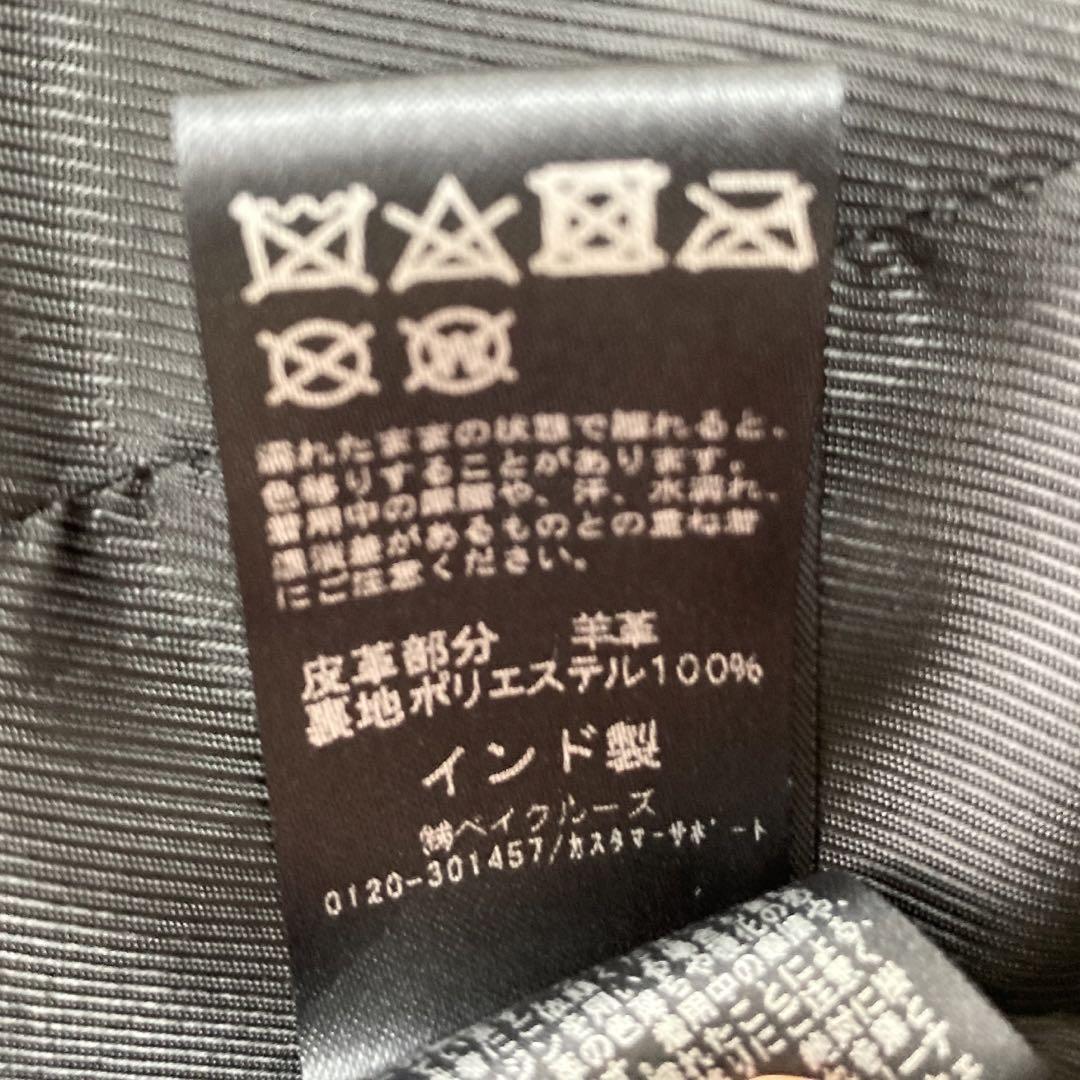 W
濡れたままの状態で触れると、
色移りすることがあります。
着用中の摩擦や、汗、水濡れ、
濃淡差があるものとの重ね着
にご注意ください。
皮革部分 羊革
裏地ポリエステル100%
インド製
㈱ベイクルーズ
0120-301457/カスタマーサポート